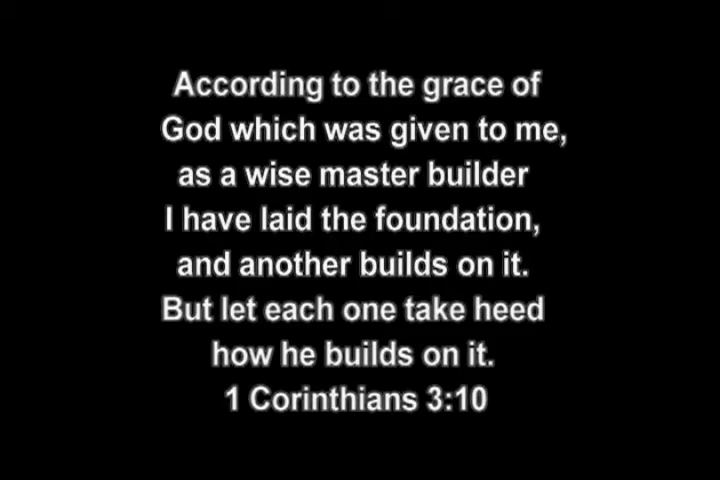 According to the grace of
God which was given to me,
as a wise master builder
I have laid the foundation,
and another builds on it.
But let each one take heed
how he builds on it.
1 Corinthians 3:10